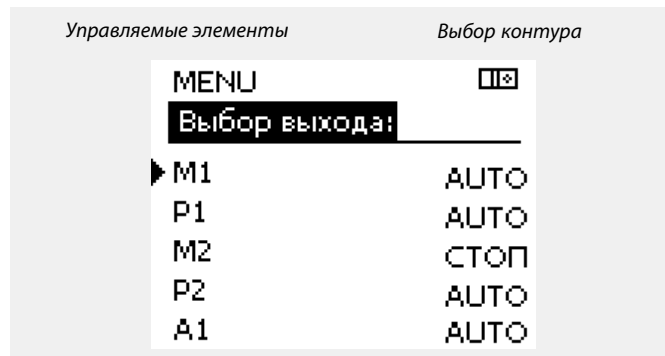 Управляемые элементы Выбор контура
MENU
Выбор выхода:
M1 AUTO
P1 AUTO
M2 СТОП
P2 AUTO
A1 AUTO